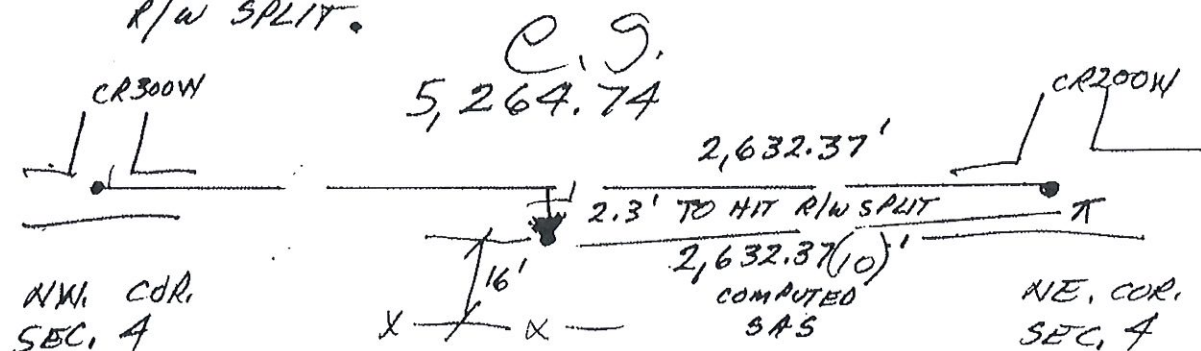 R/W SPLIT.
C.S.
5,264.74
CR300W
CR200W
2,632.37'
2.3' TO HIT R/W SPLIT
2,632.37(10)'
COMPUTED
SAS
16'
X X
NW. COR.
SEC. 4
NE. COR.
SEC. 4